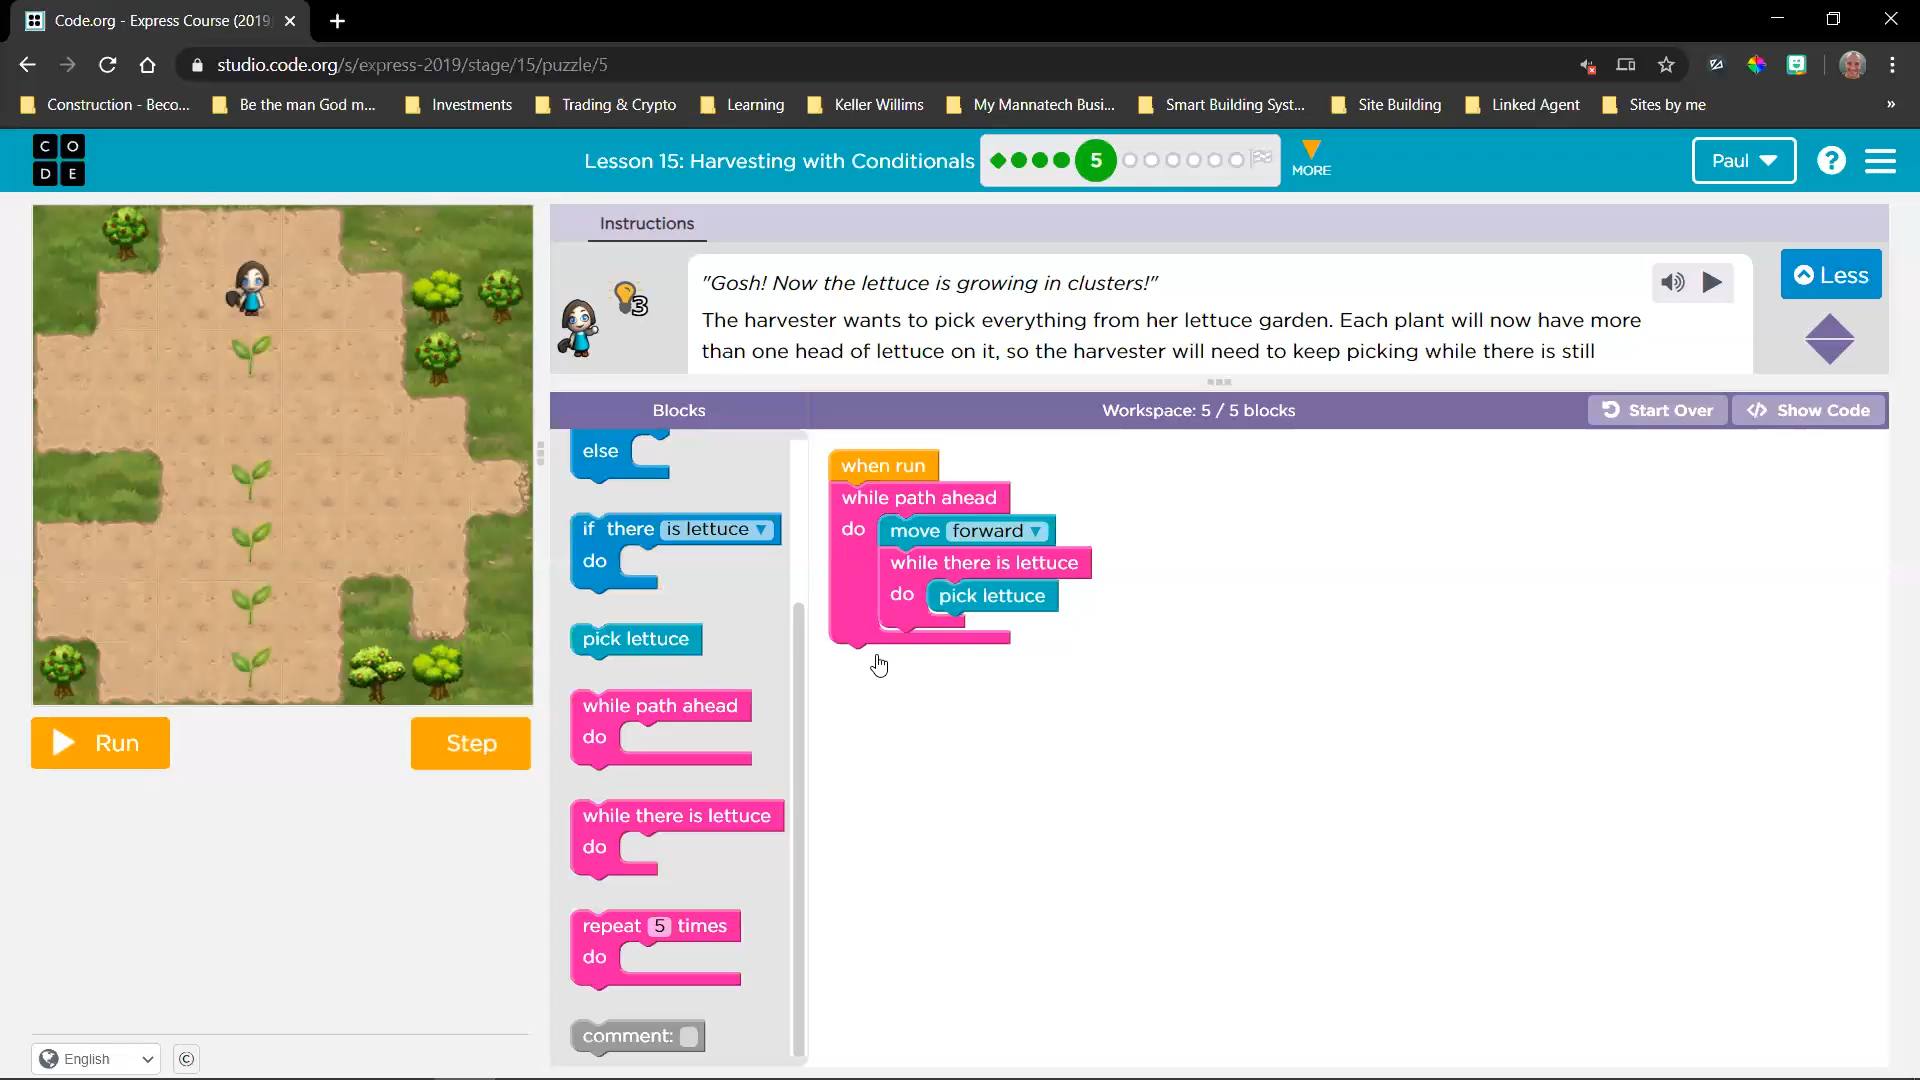 Code.org - Express Course (2019
studio.code.org/s/express-2019/stage/15/puzzle/5
Construction - Beco...
Be the man God m...
Investments
Trading & Crypto
Learning
Keller Willims
My Mannatech Busi...
Smart Building Syst...
Site Building
Linked Agent
Sites by me
»
C O
D E
Lesson 15: Harvesting with Conditionals
5
MORE
Paul
?
Instructions
3
"Gosh! Now the lettuce is growing in clusters!"
The harvester wants to pick everything from her lettuce garden. Each plant will now have more
than one head of lettuce on it, so the harvester will need to keep picking while there is still
Less
Blocks
Workspace: 5 / 5 blocks
Start Over
</> Show Code
else
if there is lettuce
do
pick lettuce
while path ahead
do
while there is lettuce
do
repeat 5 times
do
comment:
when run
while path ahead
do
move forward
while there is lettuce
do
pick lettuce
Run
Step
English
©